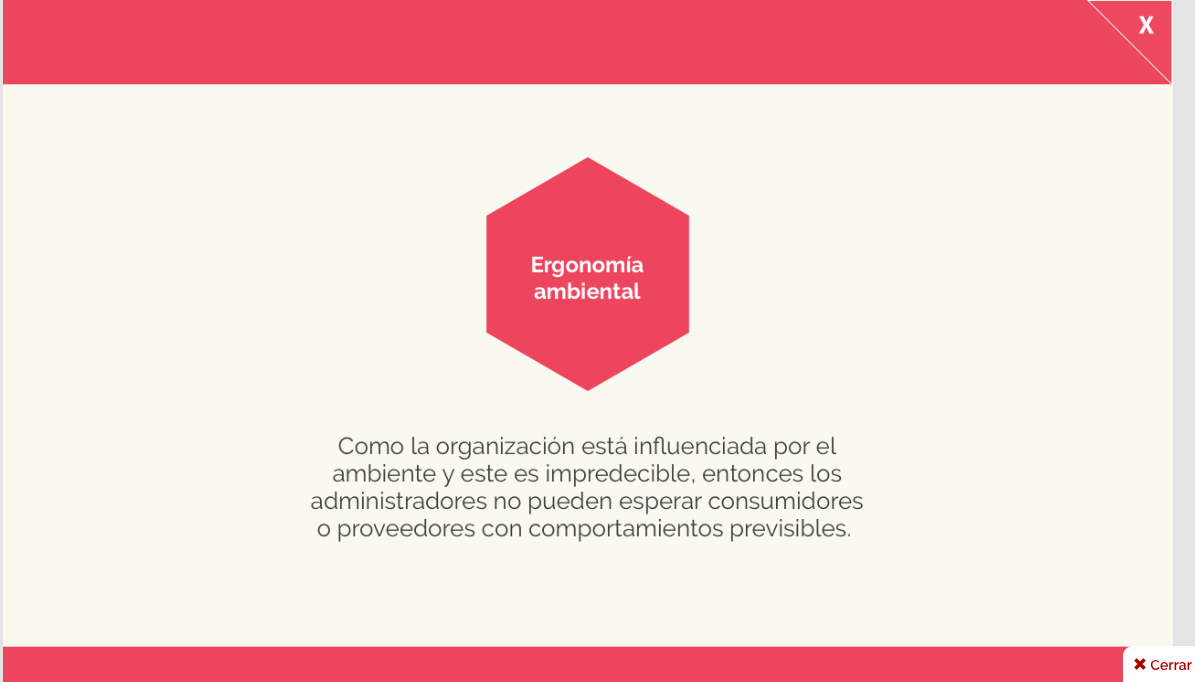 X
Ergonomía
ambiental
Como la organización está influenciada por el
ambiente y este es impredecible, entonces los
administradores no pueden esperar consumidores
o proveedores con comportamientos previsibles.
✖ Cerrar